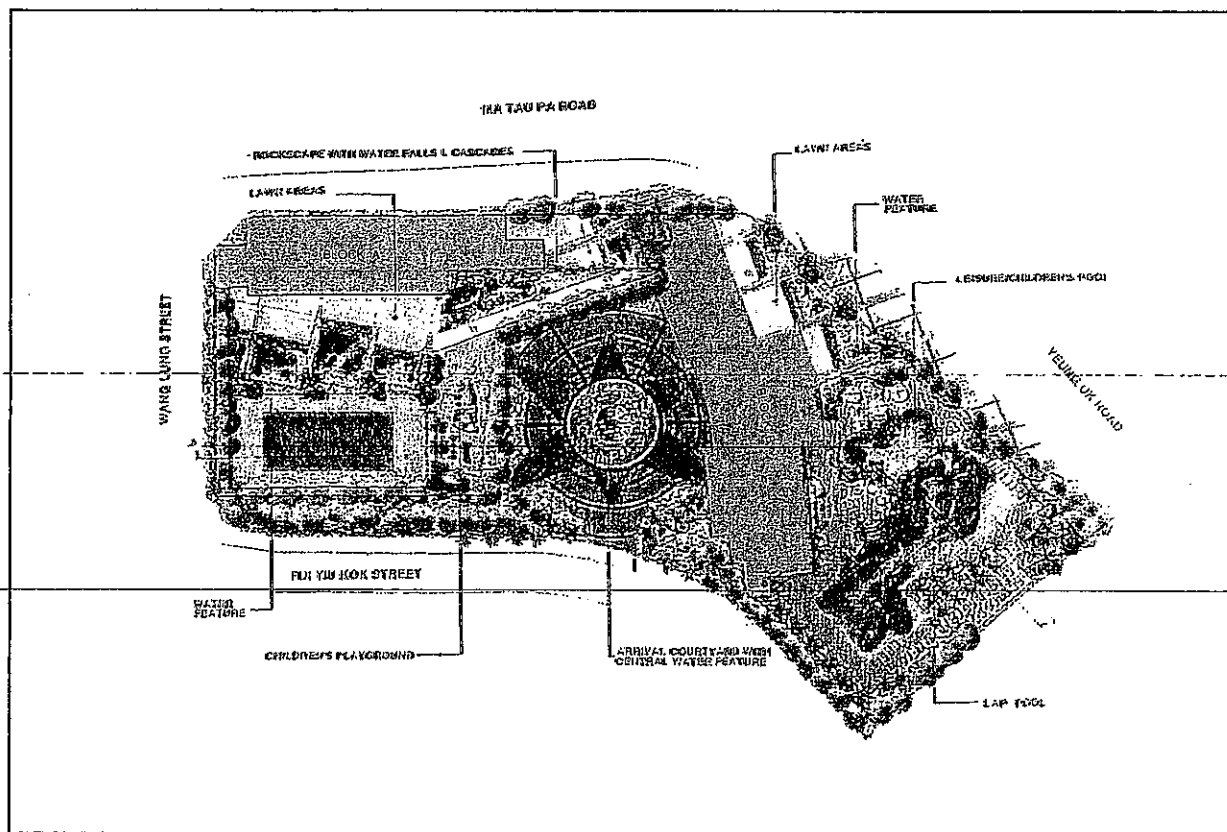 MA TAU PA ROAD
ROCKSCAPE WITH WATER FALLS & CASCADES
LAWN AREAS
LAWN AREAS
WATER
FEATURE
LEISURE/CHILDREN'S POOL
BLOCK A
WANG LUNG STREET
YEUNG UK ROAD
FUI YIU KOK STREET
WATER
FEATURE
CHILDREN'S PLAYGROUND
ARRIVAL COURTYARD WITH
CENTRAL WATER FEATURE
LAP POOL